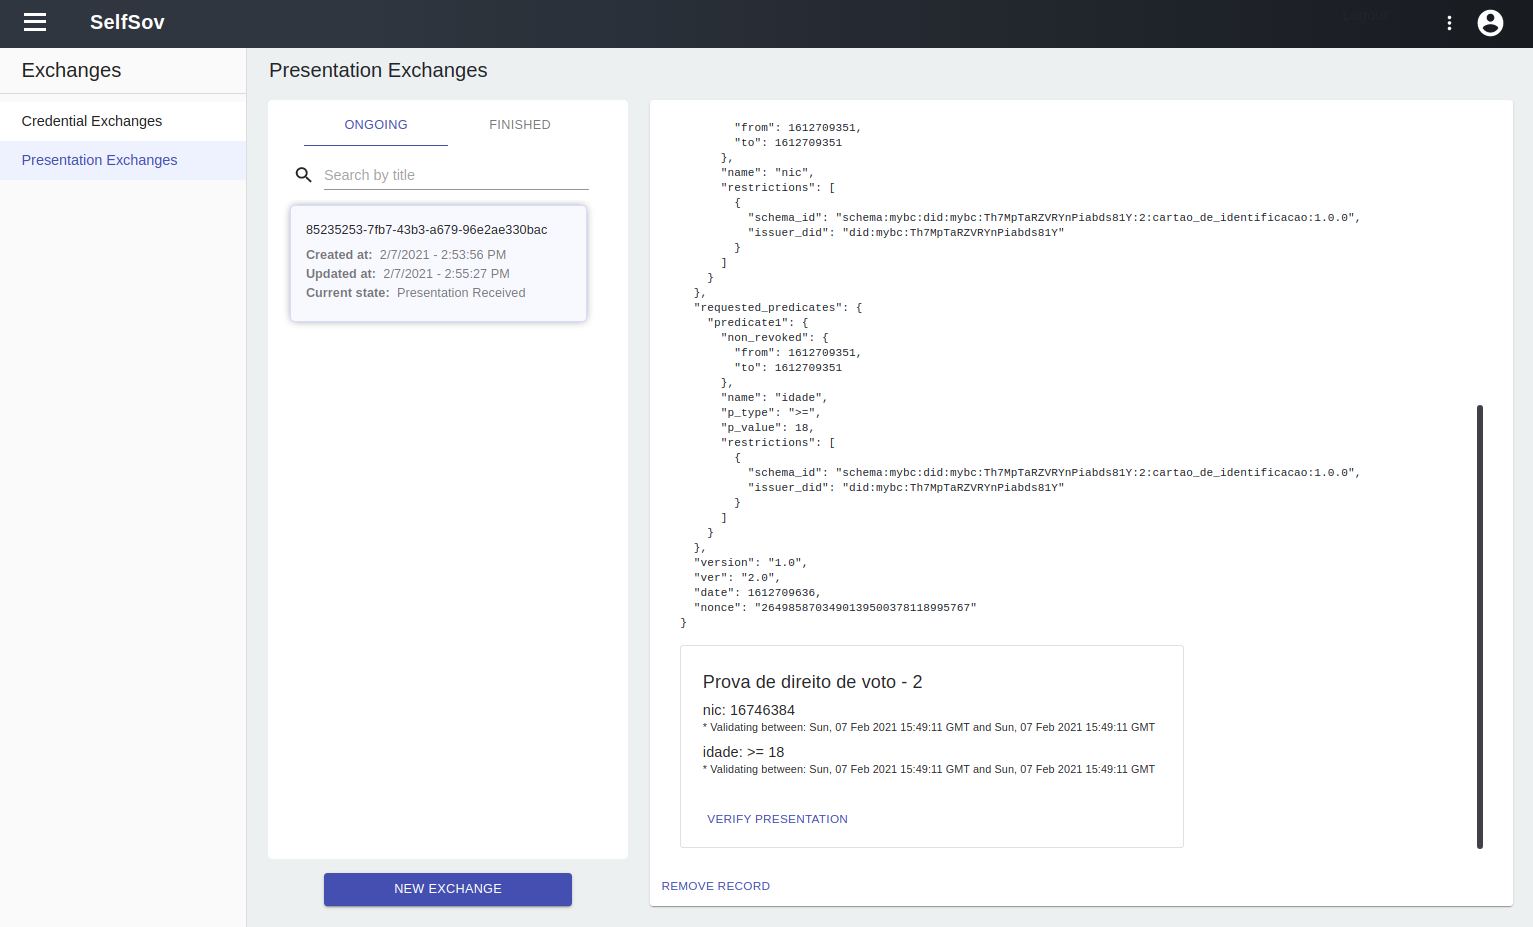 SelfSov
Exchanges
Credential Exchanges
Presentation Exchanges
Presentation Exchanges
ONGOING
FINISHED
Search by title
85235253-7fb7-43b3-a679-96e2ae330bac
Created at: 2/7/2021 - 2:53:56 PM
Updated at: 2/7/2021 - 2:55:27 PM
Current state: Presentation Received
NEW EXCHANGE
"from": 1612709351,
"to": 1612709351
},
"name": "nic",
"restrictions": [
{
"schema_id": "schema:mybc:did:mybc:Th7MpTaRZVRYnPiabds81Y:2:cartao_de_identificacao:1.0.0",
"issuer_did": "did:mybc:Th7MpTaRZVRYnPiabds81Y"
}
]
}
},
"requested_predicates": {
"predicate1": {
"non_revoked": {
"from": 1612709351,
"to": 1612709351
},
"name": "idade",
"p_type": ">=",
"p_value": 18,
"restrictions": [
{
"schema_id": "schema:mybc:did:mybc:Th7MpTaRZVRYnPiabds81Y:2:cartao_de_identificacao:1.0.0",
"issuer_did": "did:mybc:Th7MpTaRZVRYnPiabds81Y"
}
]
}
},
"version": "1.0",
"ver": "2.0",
"date": 1612709636,
"nonce": "2649858703490139500378118995767"
}
Prova de direito de voto - 2
nic: 16746384
* Validating between: Sun, 07 Feb 2021 15:49:11 GMT and Sun, 07 Feb 2021 15:49:11 GMT
idade: >= 18
* Validating between: Sun, 07 Feb 2021 15:49:11 GMT and Sun, 07 Feb 2021 15:49:11 GMT
VERIFY PRESENTATION
REMOVE RECORD